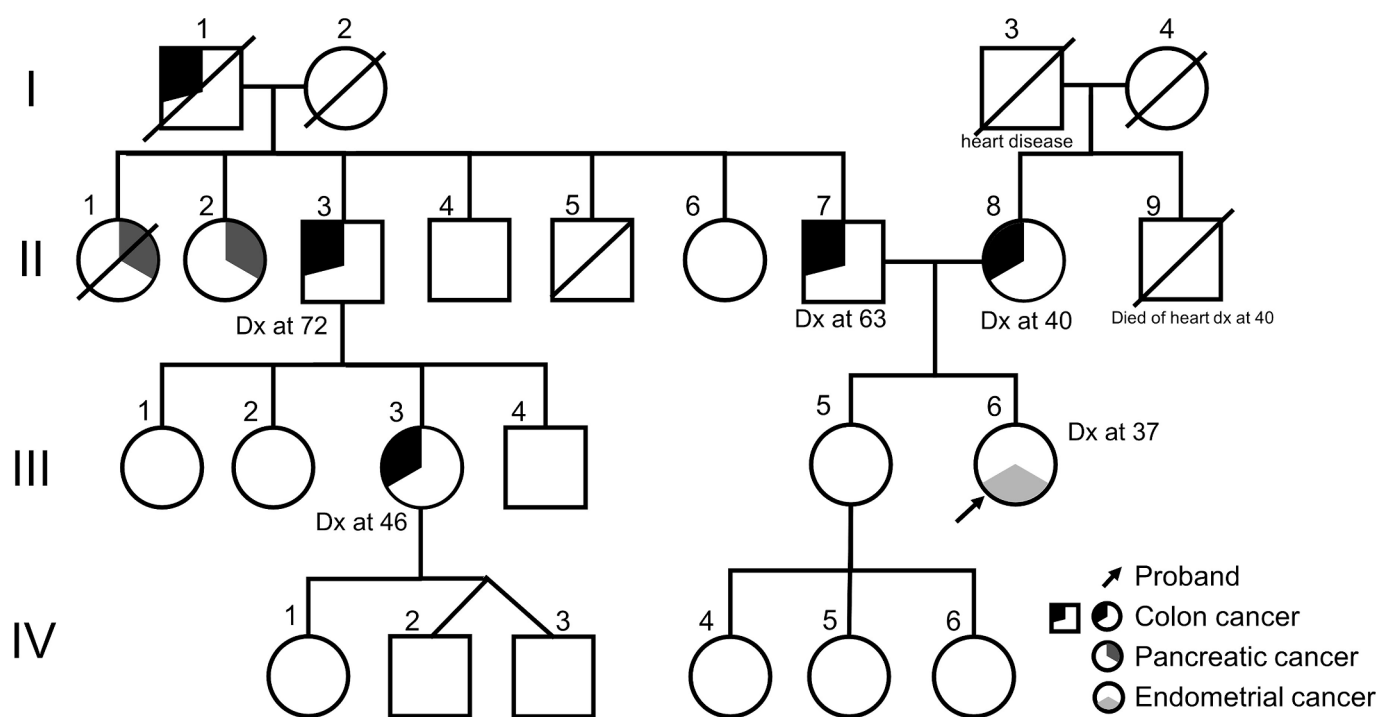 1 2 3 4
I
heart disease
1 2 3 4 5 6 7 8 9
II
Dx at 72 Dx at 63 Dx at 40 Died of heart dx at 40
1 2 3 4 5 6
III
Dx at 37
Dx at 46
1 2 3 4 5 6
IV
Proband
Colon cancer
Pancreatic cancer
Endometrial cancer